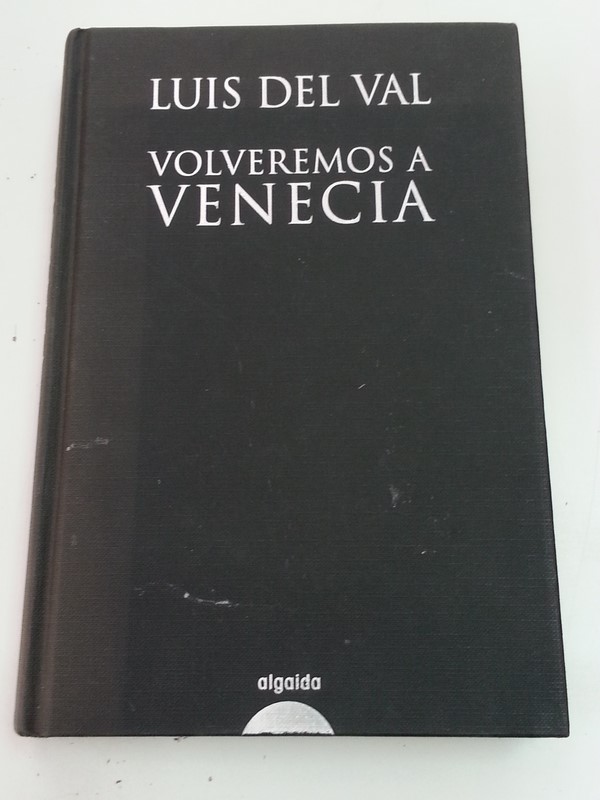 LUIS DEL VAL
VOLVEREMOS A
VENECIA
algaida